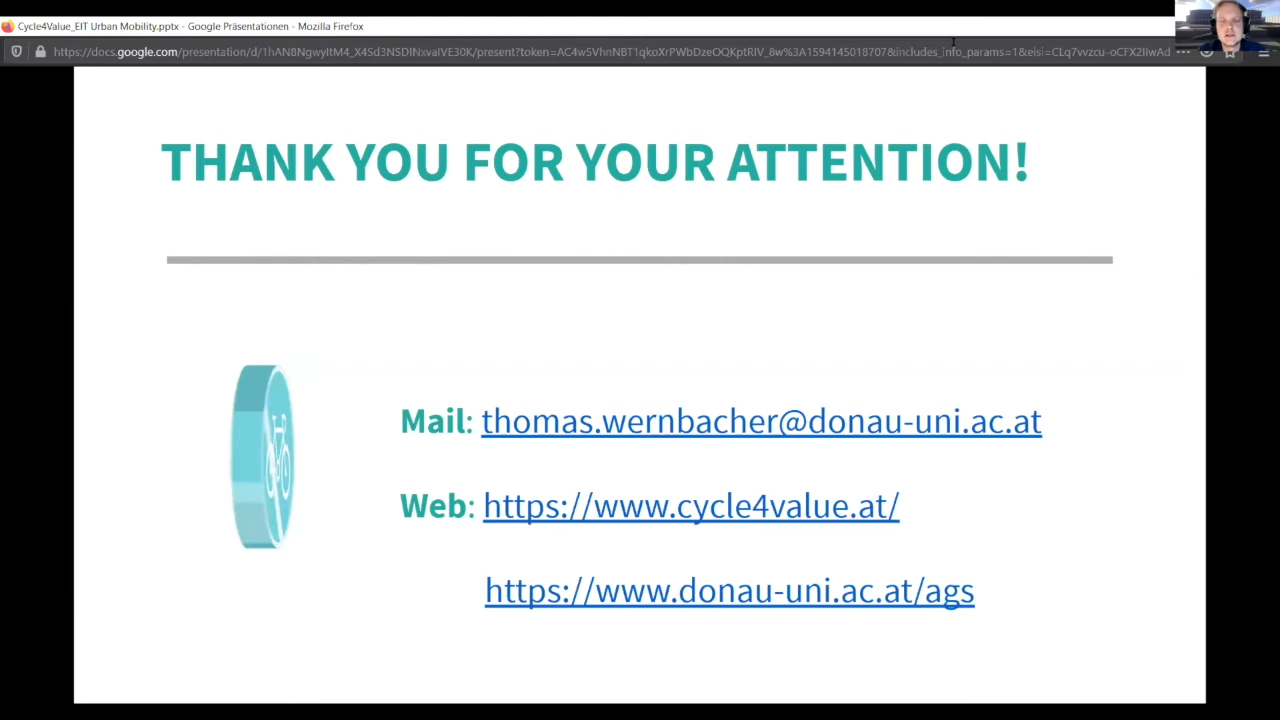 Cycle4Value_EIT Urban Mobility.pptx - Google Präsentationen - Mozilla Firefox
THANK YOU FOR YOUR ATTENTION!
Mail: thomas.wernbacher@donau-uni.ac.at
Web: https://www.cycle4value.at/
https://www.donau-uni.ac.at/ags